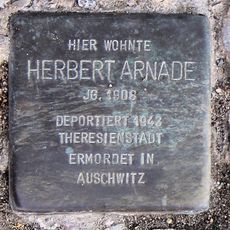 HIER WOHNTE
HERBERT ARNADE
JG. 1908
DEPORTIERT 1943
THERESIENSTADT
ERMORDET IN
AUSCHWITZ